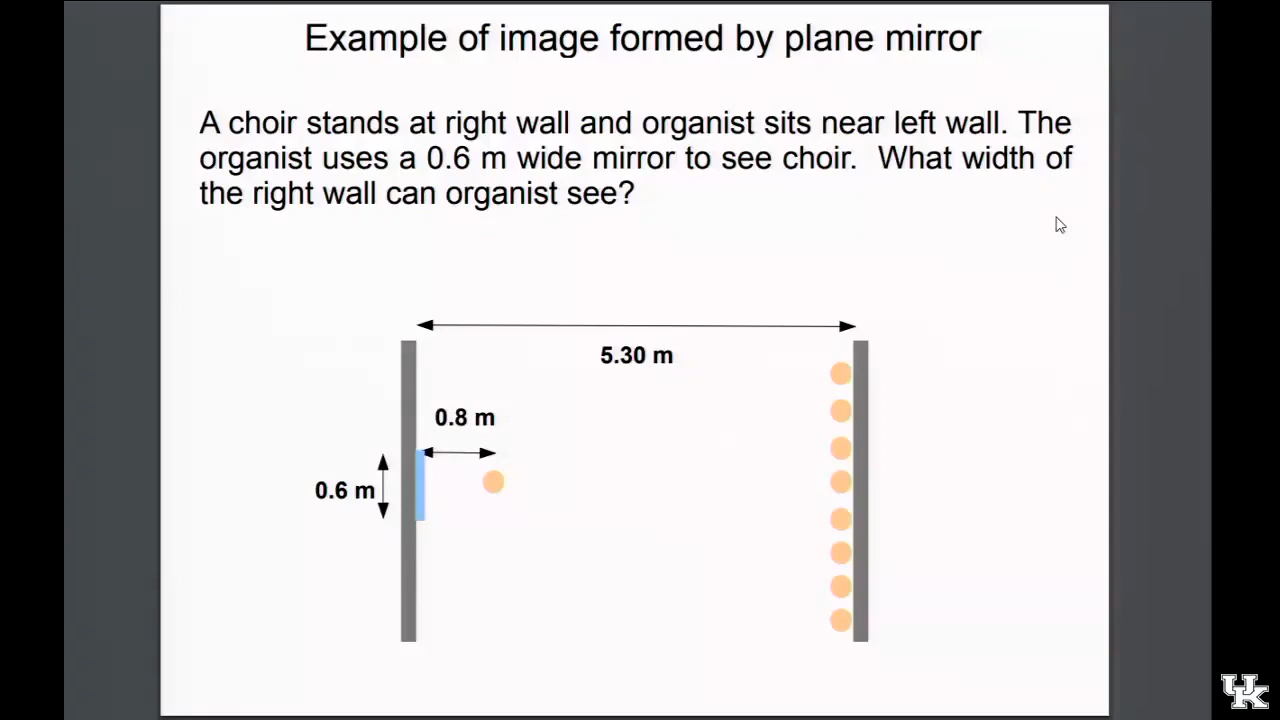 Example of image formed by plane mirror
A choir stands at right wall and organist sits near left wall. The
organist uses a 0.6 m wide mirror to see choir. What width of
the right wall can organist see?
5.30 m
0.8 m
0.6 m
UK